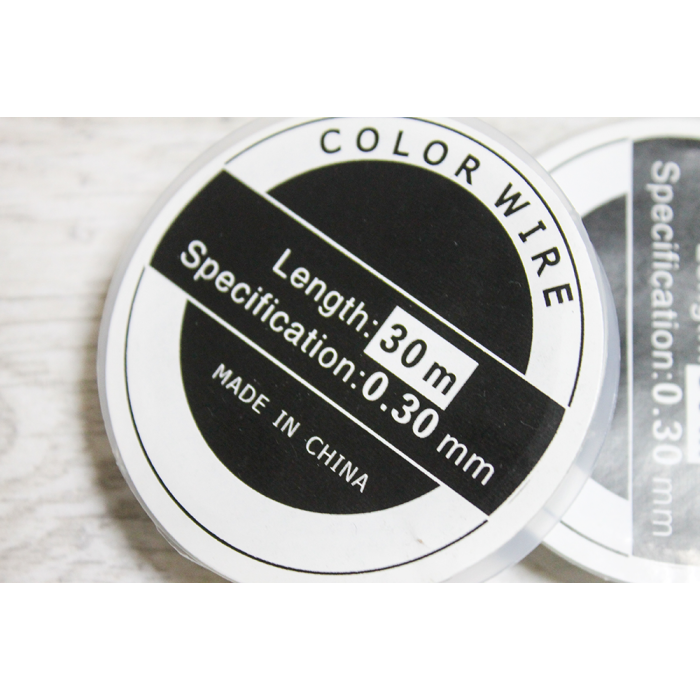 COLOR WIRE
Length: 30 m
Specification:0.30 mm
MADE IN CHINA
Specification:0.30 mm